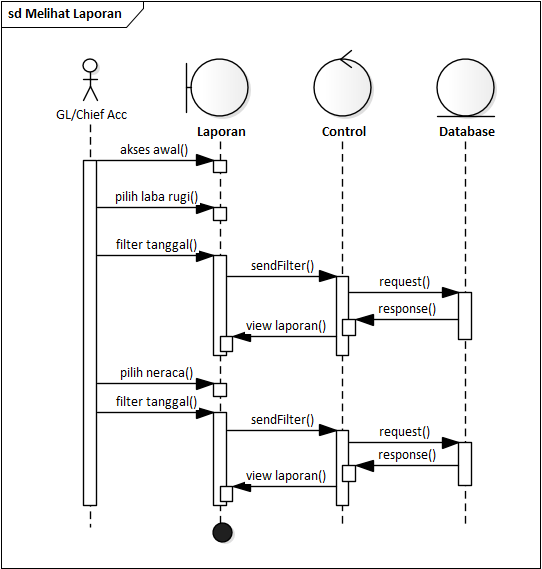 sd Melihat Laporan
GL/Chief Acc
Laporan
Control
Database
akses awal()
pilih laba rugi()
filter tanggal()
sendFilter()
request()
response()
view laporan()
pilih neraca()
filter tanggal()
sendFilter()
request()
response()
view laporan()